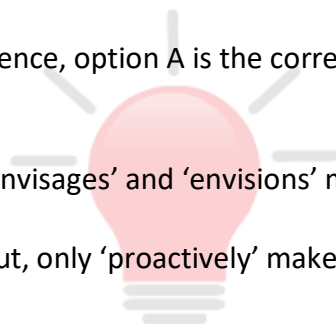 ence, option A is the corre
nvisages’ and ‘envisions’
ut, only ‘proactively’ make